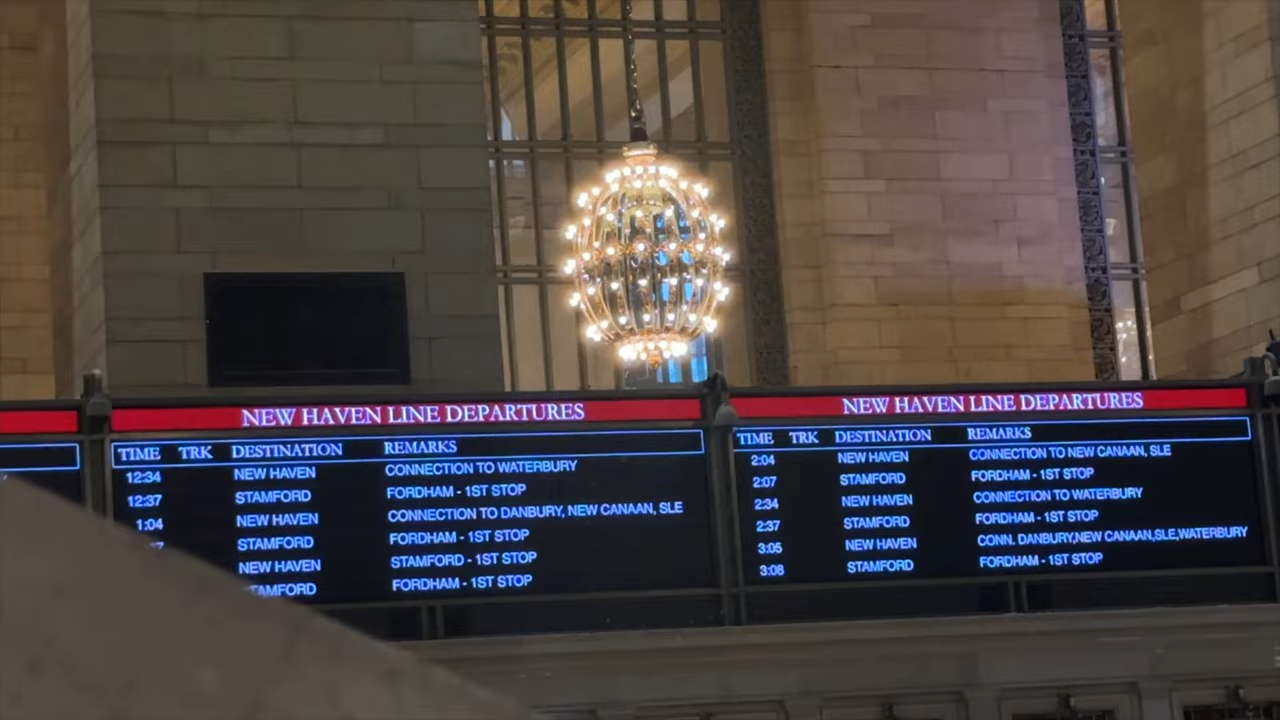 NEW HAVEN LINE DEPARTURES
TIME TRK DESTINATION REMARKS
12:34 NEW HAVEN CONNECTION TO WATERBURY
12:37 STAMFORD FORDHAM - 1ST STOP
1:04 NEW HAVEN CONNECTION TO DANBURY, NEW CANAAN, SLE
STAMFORD FORDHAM - 1ST STOP
NEW HAVEN STAMFORD - 1ST STOP
STAMFORD FORDHAM - 1ST STOP
NEW HAVEN LINE DEPARTURES
TIME TRK DESTINATION REMARKS
2:04 NEW HAVEN CONNECTION TO NEW CANAAN, SLE
2:07 STAMFORD FORDHAM - 1ST STOP
2:34 NEW HAVEN CONNECTION TO WATERBURY
2:37 STAMFORD FORDHAM - 1ST STOP
3:05 NEW HAVEN CONN. DANBURY,NEW CANAAN,SLE,WATERBURY
3:08 STAMFORD FORDHAM - 1ST STOP